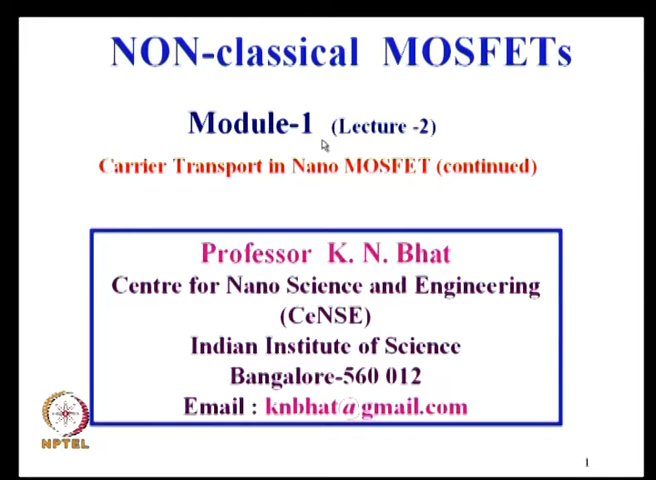 NON-classical MOSFETs
Module-1 (Lecture -2)
Carrier Transport in Nano MOSFET (continued)
Professor K. N. Bhat
Centre for Nano Science and Engineering
(CeNSE)
Indian Institute of Science
Bangalore-560 012
Email : knbhat@gmail.com
NPTEL
1